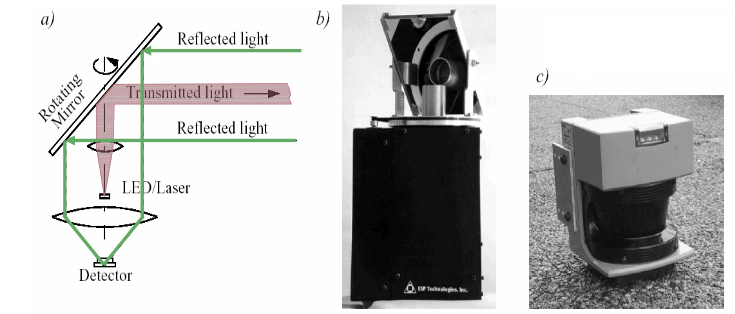 a)
Reflected light
Rotating
Mirror
Transmitted light
Reflected light
LED/Laser
Detector
b)
ESP Technologies, Inc.
c)